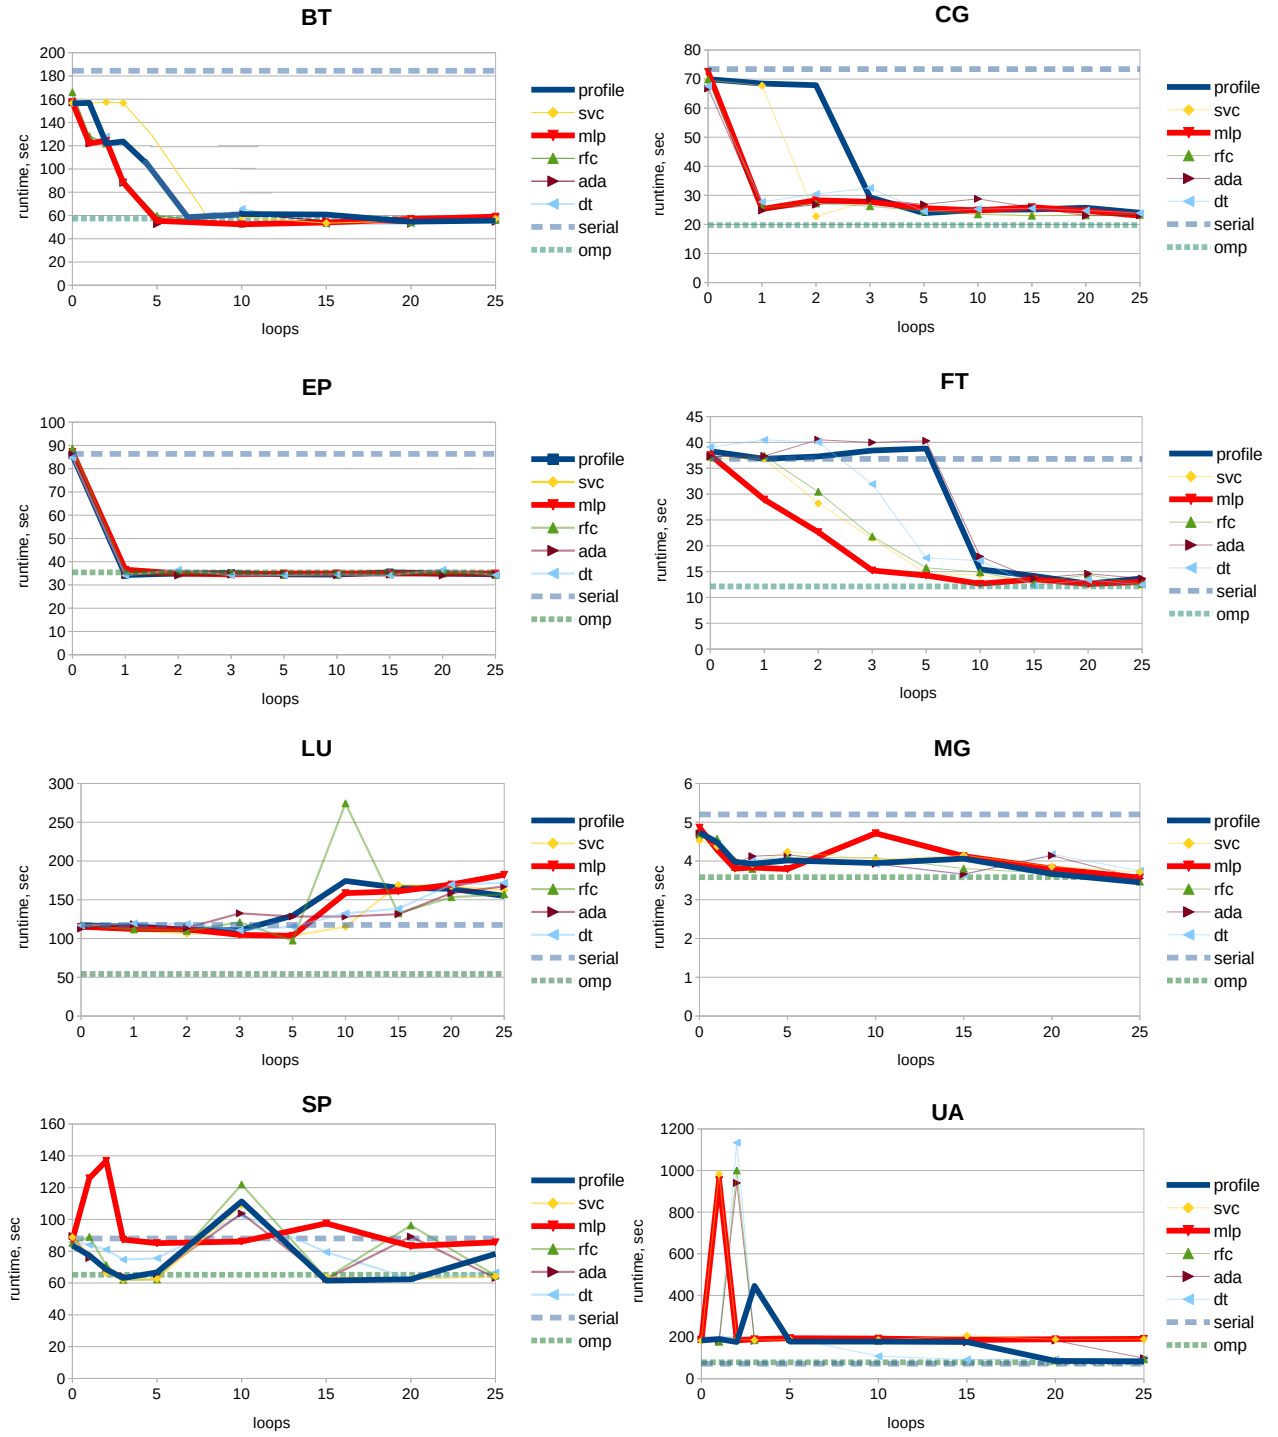 BT
200
180
160
140
120
100
80
60
40
20
0
0 5 10 15 20 25
runtime, sec
loops
profile
svc
mlp
rfc
ada
dt
serial
omp
CG
80
70
60
50
40
30
20
10
0
0 1 2 3 5 10 15 20 25
runtime, sec
loops
profile
svc
mlp
rfc
ada
dt
serial
omp
EP
100
90
80
70
60
50
40
30
20
10
0
0 1 2 3 5 10 15 20 25
runtime, sec
loops
profile
svc
mlp
rfc
ada
dt
serial
omp
FT
45
40
35
30
25
20
15
10
5
0
0 1 2 3 5 10 15 20 25
runtime, sec
loops
profile
svc
mlp
rfc
ada
dt
serial
omp
LU
300
250
200
150
100
50
0
0 1 2 3 5 10 15 20 25
runtime, sec
loops
profile
svc
mlp
rfc
ada
dt
serial
omp
MG
6
5
4
3
2
1
0
0 5 10 15 20 25
runtime, sec
loops
profile
svc
mlp
rfc
ada
dt
serial
omp
SP
160
140
120
100
80
60
40
20
0
0 5 10 15 20 25
runtime, sec
loops
profile
svc
mlp
rfc
ada
dt
serial
omp
UA
1200
1000
800
600
400
200
0
0 5 10 15 20 25
runtime, sec
loops
profile
svc
mlp
rfc
ada
dt
serial
omp